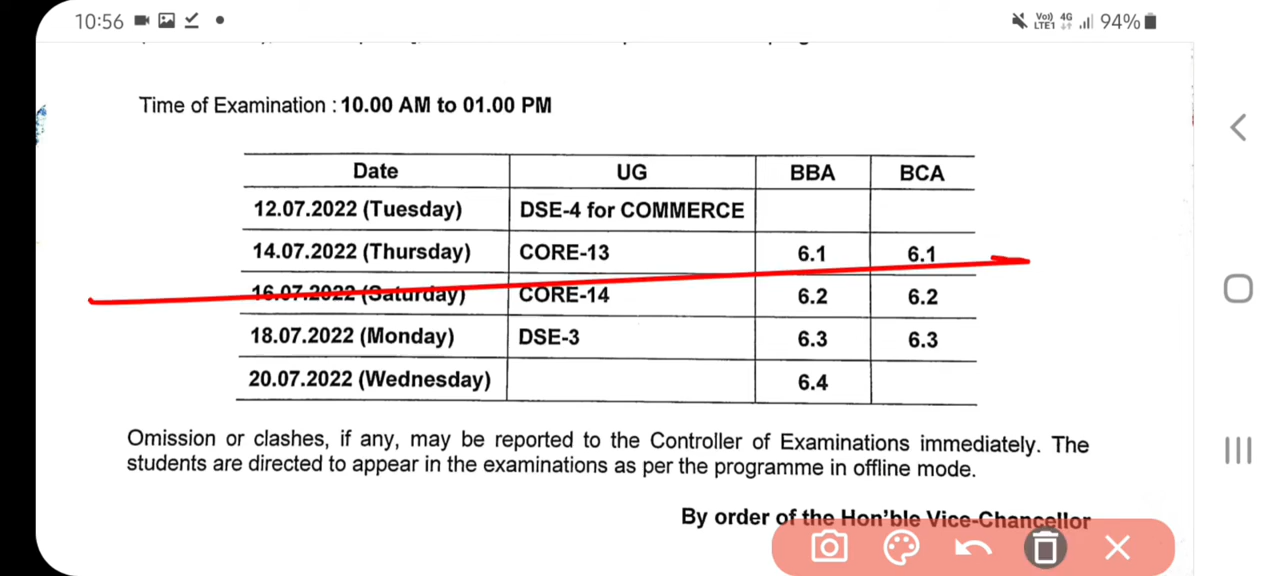 10:56
Vo)) 4G
LTE1 94%
Time of Examination : 10.00 AM to 01.00 PM
Date UG BBA BCA
12.07.2022 (Tuesday) DSE-4 for COMMERCE
14.07.2022 (Thursday) CORE-13 6.1 6.1
16.07.2022 (Saturday) CORE-14 6.2 6.2
18.07.2022 (Monday) DSE-3 6.3 6.3
20.07.2022 (Wednesday) 6.4
Omission or clashes, if any, may be reported to the Controller of Examinations immediately. The
students are directed to appear in the examinations as per the programme in offline mode.
By order of the Hon'ble Vice-Chancellor